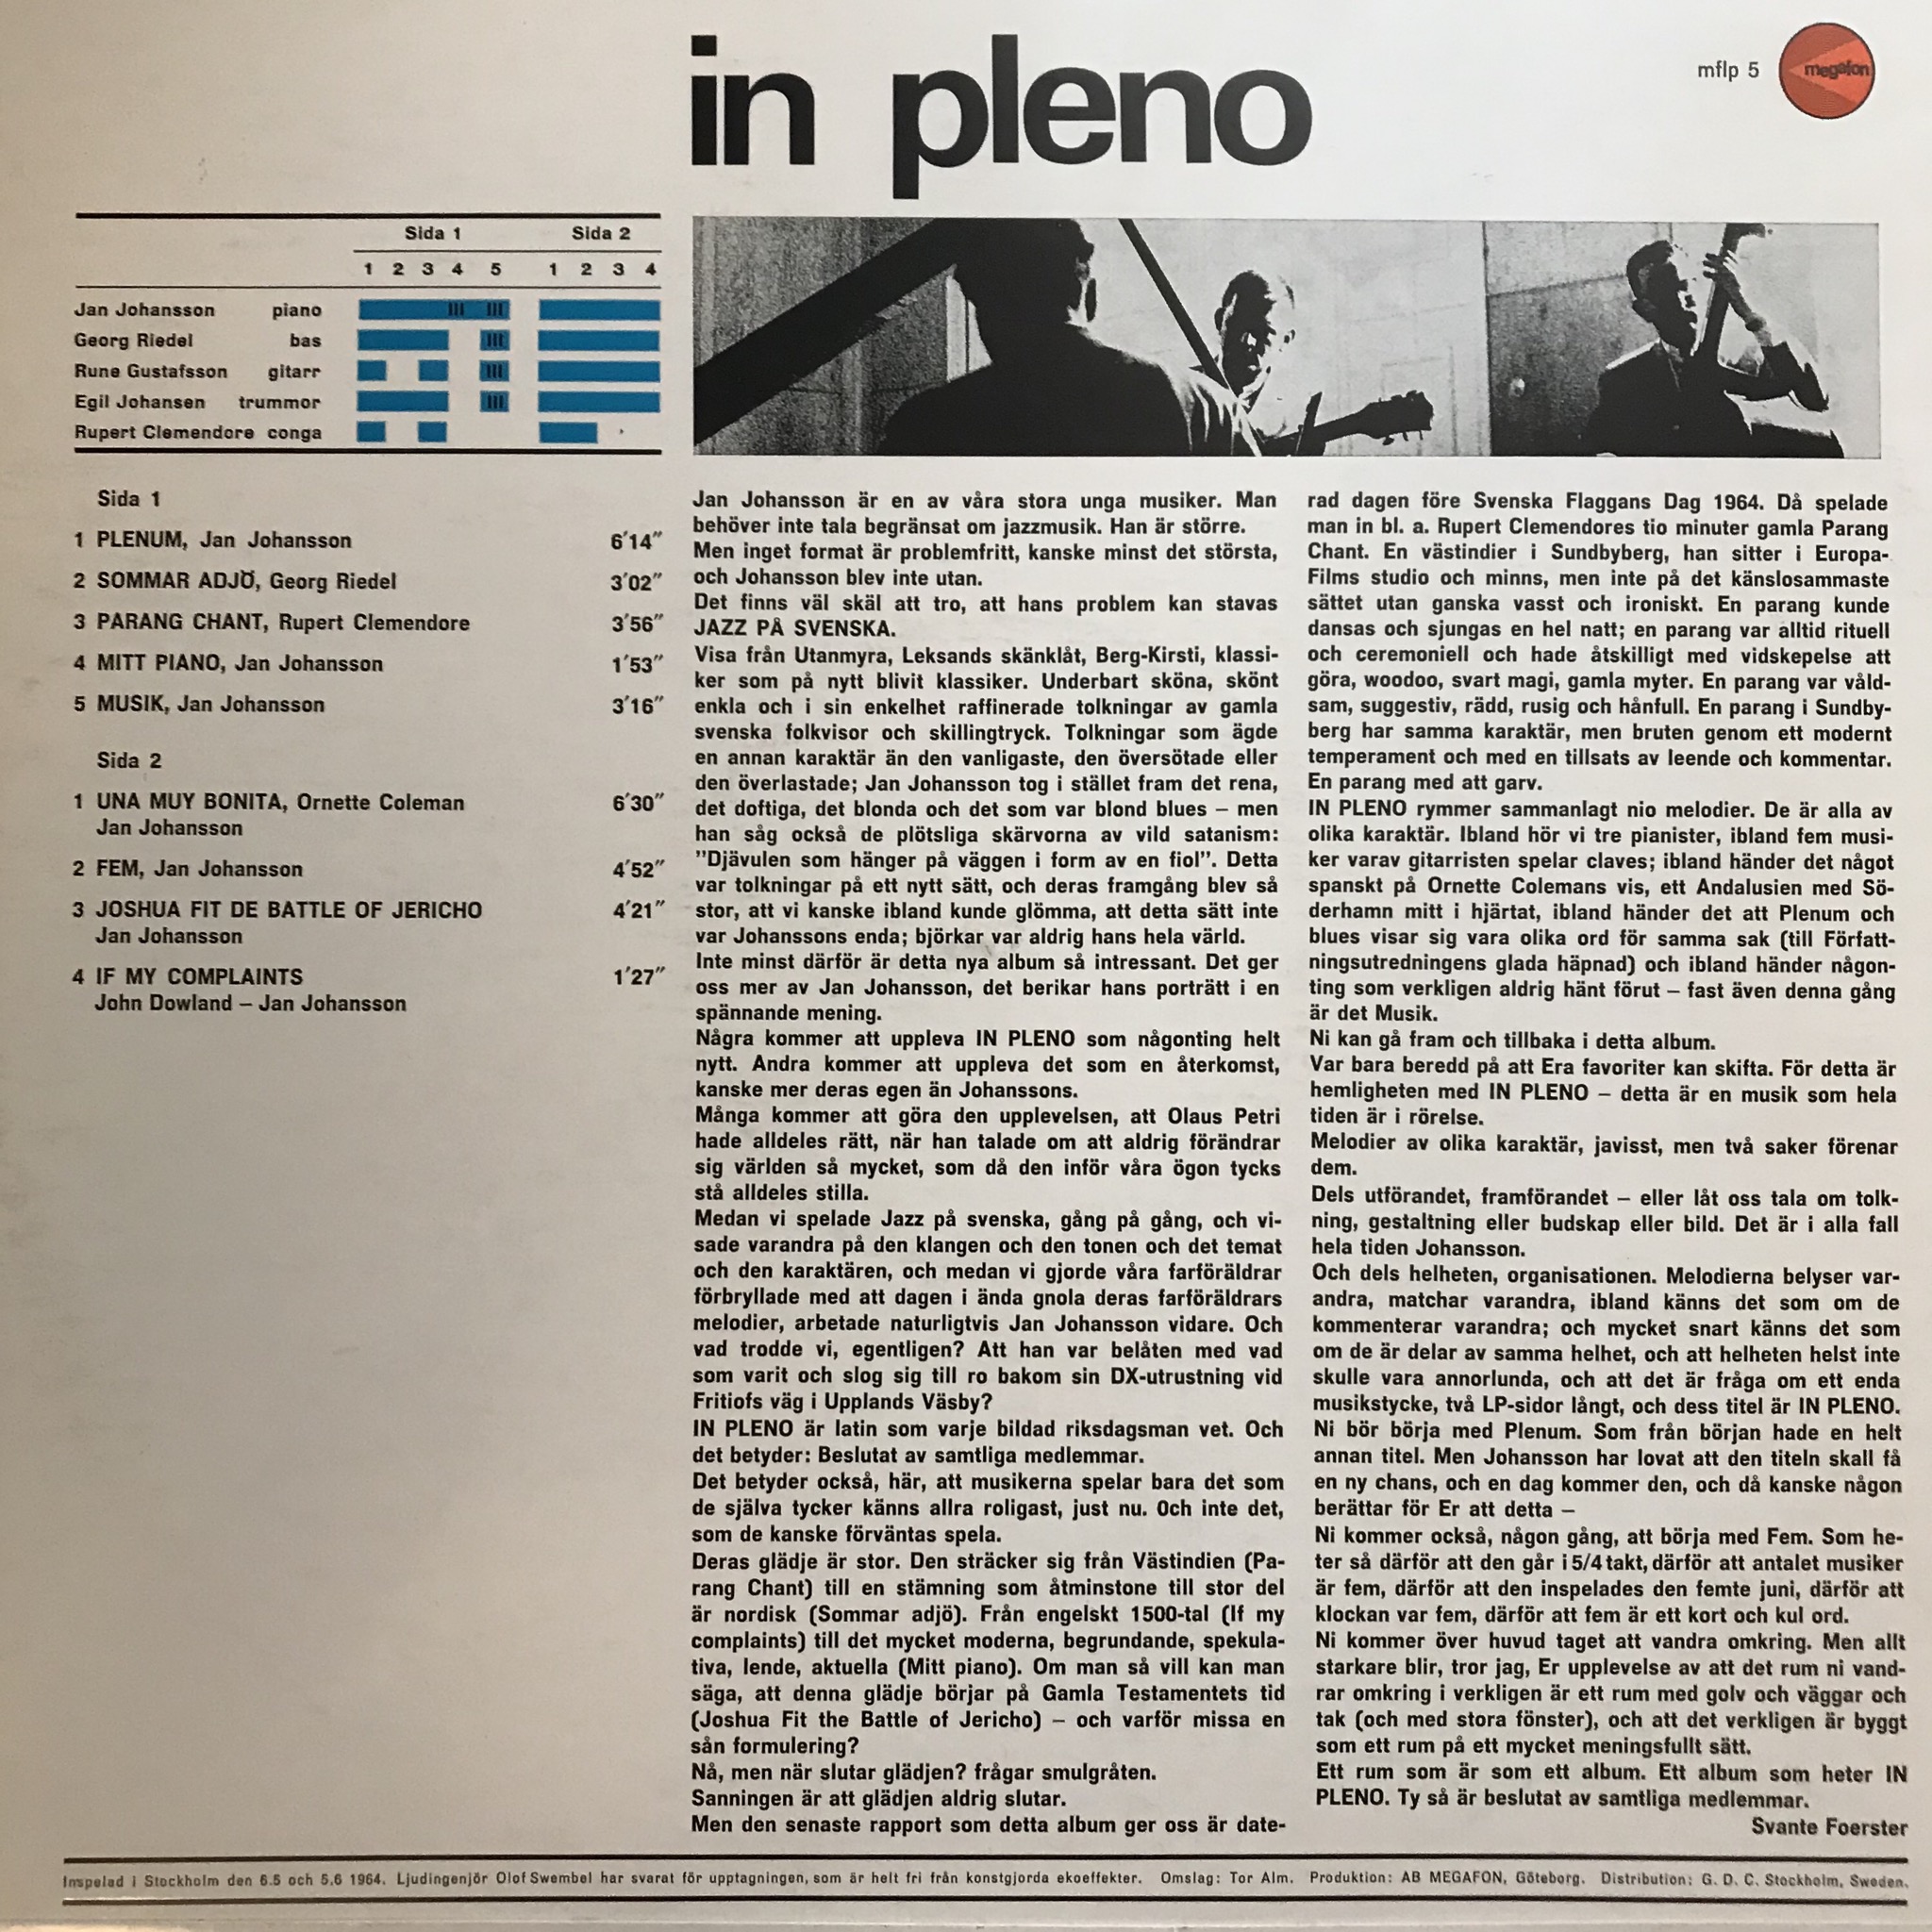 in pleno
mflp 5
megafon
Sida 1 Sida 2
1 2 3 4 5 1 2 3 4
Jan Johansson piano
Georg Riedel bas
Rune Gustafsson gitarr
Egil Johansen trummor
Rupert Clemendore conga
Sida 1
1 PLENUM, Jan Johansson 6′14″
2 SOMMAR ADJÖ, Georg Riedel 3′02″
3 PARANG CHANT, Rupert Clemendore 3′56″
4 MITT PIANO, Jan Johansson 1′53″
5 MUSIK, Jan Johansson 3′16″
Sida 2
1 UNA MUY BONITA, Ornette Coleman 6′30″
Jan Johansson
2 FEM, Jan Johansson 4′52″
3 JOSHUA FIT DE BATTLE OF JERICHO 4′21″
Jan Johansson
4 IF MY COMPLAINTS 1′27″
John Dowland – Jan Johansson
Jan Johansson är en av våra stora unga musiker. Man
behöver inte tala begränsat om jazzmusik. Han är större.
Men inget format är problemfritt, kanske minst det största,
och Johansson blev inte utan.
Det finns väl skäl att tro, att hans problem kan stavas
JAZZ PÅ SVENSKA.
Visa från Utanmyra, Leksands skänklåt, Berg-Kirsti, klassi-
ker som på nytt blivit klassiker. Underbart sköna, skönt
enkla och i sin enkelhet raffinerade tolkningar av gamla
svenska folkvisor och skillingtryck. Tolkningar som ägde
en annan karaktär än den vanligaste, den översötade eller
den överlastade; Jan Johansson tog i stället fram det rena,
det doftiga, det blonda och det som var blond blues – men
han såg också de plötsliga skärvorna av vild satanism:
”Djävulen som hänger på väggen i form av en fiol”. Detta
var tolkningar på ett nytt sätt, och deras framgång blev så
stor, att vi kanske ibland kunde glömma, att detta sätt inte
var Johanssons enda; björkar var aldrig hans hela värld.
Inte minst därför är detta nya album så intressant. Det ger
oss mer av Jan Johansson, det berikar hans porträtt i en
spännande mening.
Några kommer att uppleva IN PLENO som någonting helt
nytt. Andra kommer att uppleva det som en återkomst,
kanske mer deras egen än Johanssons.
Många kommer att göra den upplevelsen, att Olaus Petri
hade alldeles rätt, när han talade om att aldrig förändrar
sig världen så mycket, som då den inför våra ögon tycks
stå alldeles stilla.
Medan vi spelade Jazz på svenska, gång på gång, och vi-
sade varandra på den klangen och den tonen och det temat
och den karaktären, och medan vi gjorde våra farföräldrar
förbryllade med att dagen i ända gnola deras farföräldrars
melodier, arbetade naturligtvis Jan Johansson vidare. Och
vad trodde vi, egentligen? Att han var belåten med vad
som varit och slog sig till ro bakom sin DX-utrustning vid
Fritiofs väg i Upplands Väsby?
IN PLENO är latin som varje bildad riksdagsman vet. Och
det betyder: Beslutat av samtliga medlemmar.
Det betyder också, här, att musikerna spelar bara det som
de själva tycker känns allra roligast, just nu. Och inte det,
som de kanske förväntas spela.
Deras glädje är stor. Den sträcker sig från Västindien (Pa-
rang Chant) till en stämning som åtminstone till stor del
är nordisk (Sommar adjö). Från engelskt 1500-tal (If my
complaints) till det mycket moderna, begrundande, spekula-
tiva, lende, aktuella (Mitt piano). Om man så vill kan man
säga, att denna glädje börjar på Gamla Testamentets tid
(Joshua Fit the Battle of Jericho) – och varför missa en
sån formulering?
Nå, men när slutar glädjen? frågar smulgråten.
Sanningen är att glädjen aldrig slutar.
Men den senaste rapport som detta album ger oss är date-
rad dagen före Svenska Flaggans Dag 1964. Då spelade
man in bl. a. Rupert Clemendores tio minuter gamla Parang
Chant. En västindier i Sundbyberg, han sitter i Europa-
Films studio och minns, men inte på det känslosammaste
sättet utan ganska vasst och ironiskt. En parang kunde
dansas och sjungas en hel natt; en parang var alltid rituell
och ceremoniell och hade åtskilligt med vidskepelse att
göra, woodoo, svart magi, gamla myter. En parang var våld-
sam, suggestiv, rädd, rusig och hånfull. En parang i Sundby-
berg har samma karaktär, men bruten genom ett modernt
temperament och med en tillsats av leende och kommentar.
En parang med att garv.
IN PLENO rymmer sammanlagt nio melodier. De är alla av
olika karaktär. Ibland hör vi tre pianister, ibland fem musi-
ker varav gitarristen spelar claves; ibland händer det något
spanskt på Ornette Colemans vis, ett Andalusien med Sö-
derhamn mitt i hjärtat, ibland händer det att Plenum och
blues visar sig vara olika ord för samma sak (till Författ-
ningsutredningens glada häpnad) och ibland händer någon-
ting som verkligen aldrig hänt förut – fast även denna gång
är det Musik.
Ni kan gå fram och tillbaka i detta album.
Var bara beredd på att Era favoriter kan skifta. För detta är
hemligheten med IN PLENO – detta är en musik som hela
tiden är i rörelse.
Melodier av olika karaktär, javisst, men två saker förenar
dem.
Dels utförandet, framförandet – eller låt oss tala om tolk-
ning, gestaltning eller budskap eller bild. Det är i alla fall
hela tiden Johansson.
Och dels helheten, organisationen. Melodierna belyser var-
andra, matchar varandra, ibland känns det som om de
kommenterar varandra; och mycket snart känns det som
om de är delar av samma helhet, och att helheten helst inte
skulle vara annorlunda, och att det är fråga om ett enda
musikstycke, två LP-sidor långt, och dess titel är IN PLENO.
Ni bör börja med Plenum. Som från början hade en helt
annan titel. Men Johansson har lovat att den titeln skall få
en ny chans, och en dag kommer den, och då kanske någon
berättar för Er att detta –
Ni kommer också, någon gång, att börja med Fem. Som he-
ter så därför att den går i 5/4 takt, därför att antalet musiker
är fem, därför att den inspelades den femte juni, därför att
klockan var fem, därför att fem är ett kort och kul ord.
Ni kommer över huvud taget att vandra omkring. Men allt
starkare blir, tror jag, Er upplevelse av att det rum ni vand-
rar omkring i verkligen är ett rum med golv och väggar och
tak (och med stora fönster), och att det verkligen är byggt
som ett rum på ett mycket meningsfullt sätt.
Ett rum som är som ett album. Ett album som heter IN
PLENO. Ty så är beslutat av samtliga medlemmar.
Svante Foerster
Inspelad i Stockholm den 6.5 och 5.6 1964. Ljudingenjör Olof Swembel har svarat för upptagningen, som är helt fri från konstgjorda ekoeffekter. Omslag: Tor Alm. Produktion: AB MEGAFON, Göteborg. Distribution: G. D. C. Stockholm, Sweden.